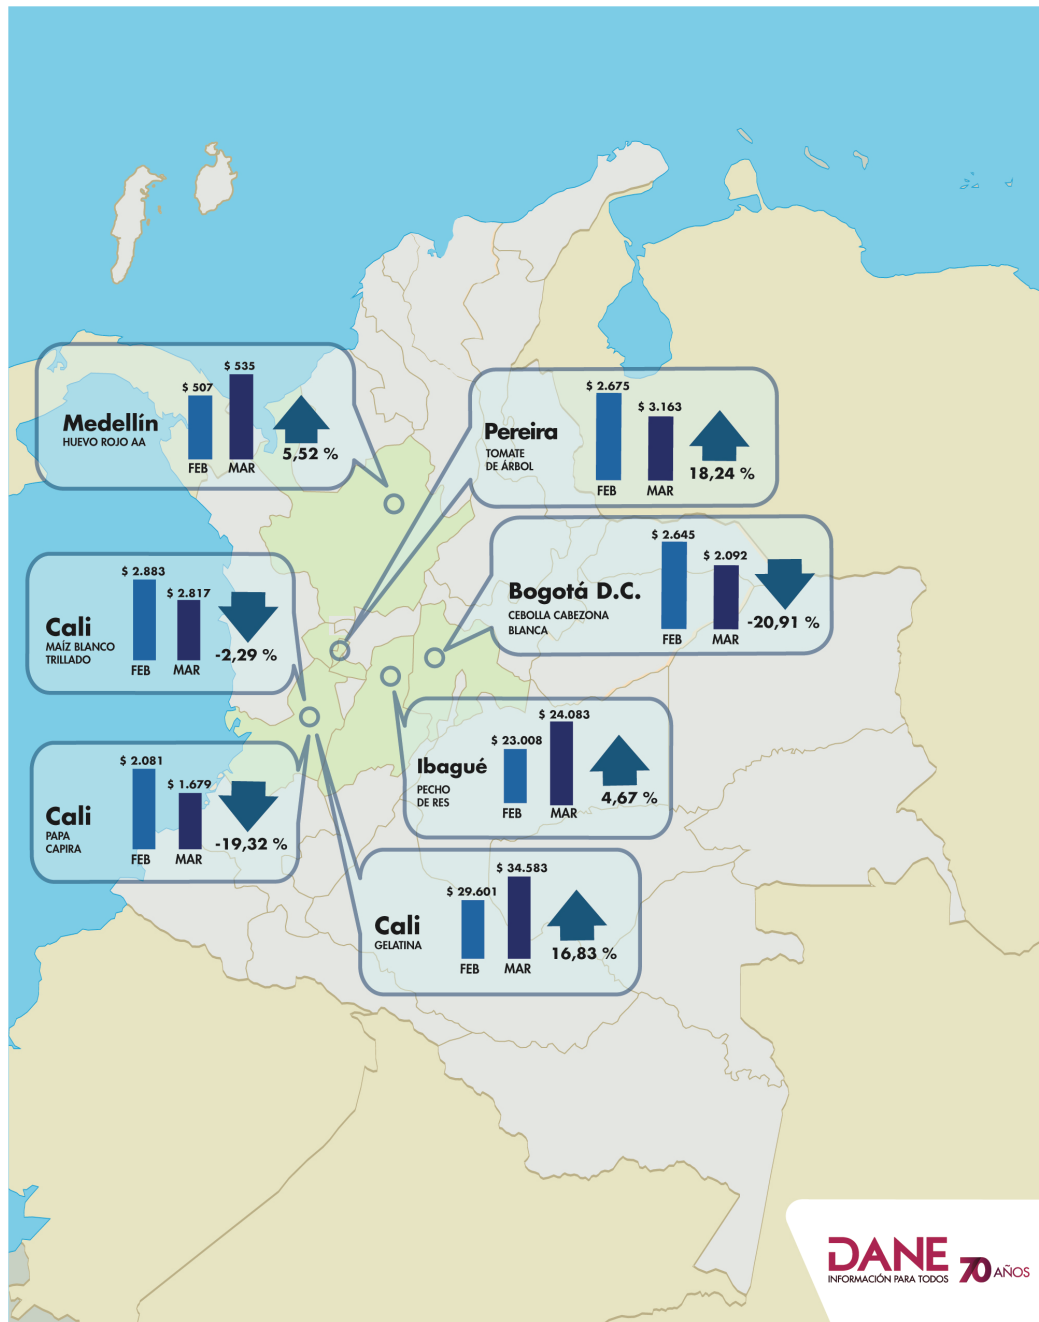 Medellín
HUEVO ROJO AA
$ 507
$ 535
FEB
MAR
5,52 %
Pereira
TOMATE
DE ÁRBOL
$ 2.675
$ 3.163
FEB
MAR
18,24 %
Bogotá D.C.
CEBOLLA CABEZONA
BLANCA
$ 2.645
$ 2.092
FEB
MAR
-20,91 %
Cali
MAÍZ BLANCO
TRILLADO
$ 2.883
$ 2.817
FEB
MAR
-2,29 %
Ibagué
PECHO
DE RES
$ 23.008
$ 24.083
FEB
MAR
4,67 %
Cali
PAPA
CAPIRA
$ 2.081
$ 1.679
FEB
MAR
-19,32 %
Cali
GELATINA
$ 29.601
$ 34.583
FEB
MAR
16,83 %
DANE
INFORMACIÓN PARA TODOS
70 AÑOS